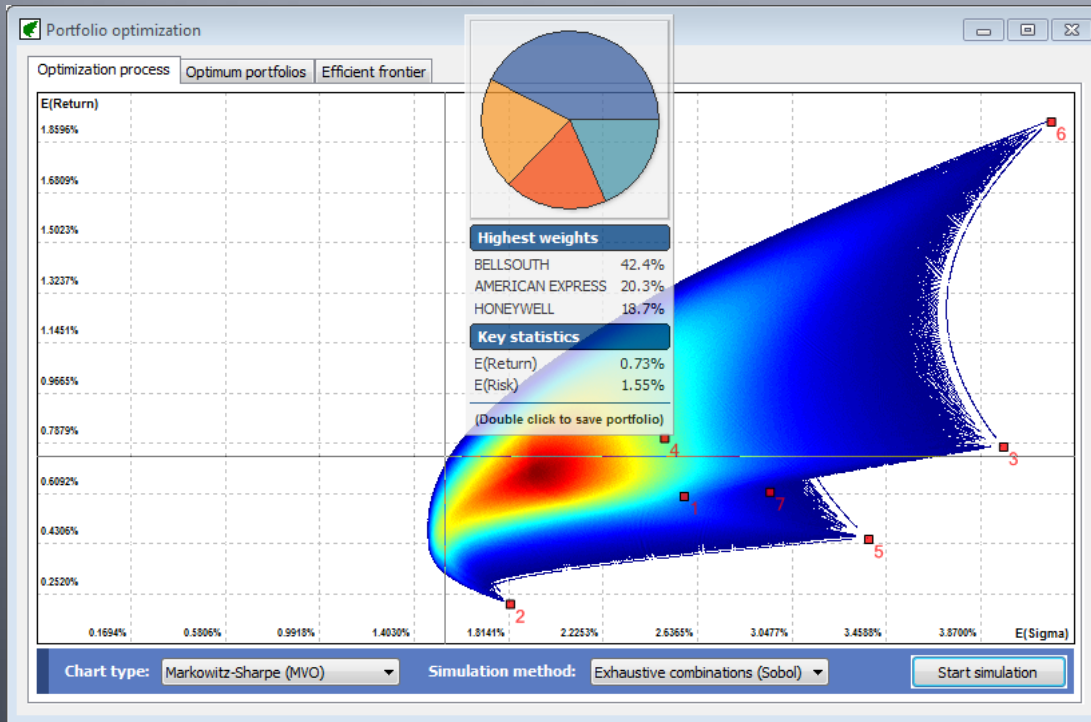 Portfolio optimization
Optimization process Optimum portfolios Efficient frontier
E(Return)
1.8596%
6
1.6809%
1.5023%
Highest weights
BELLSOUTH 42.4%
AMERICAN EXPRESS 20.3%
1.3237%
HONEYWELL 18.7%
1.1451%
Key statistics
E(Return) 0.73%
0.9665%
E(Risk) 1.55%
(Double click to save portfolio)
0.7879%
4
3
0.6092%
1
7
0.4306%
5
0.2520%
2
0.1694% 0.5806% 0.9918% 1.4030% 1.8141% 2.2253% 2.6365% 3.0477% 3.4588% 3.8700% E(Sigma)
Chart type: Markowitz-Sharpe (MVO) Simulation method: Exhaustive combinations (Sobol) Start simulation